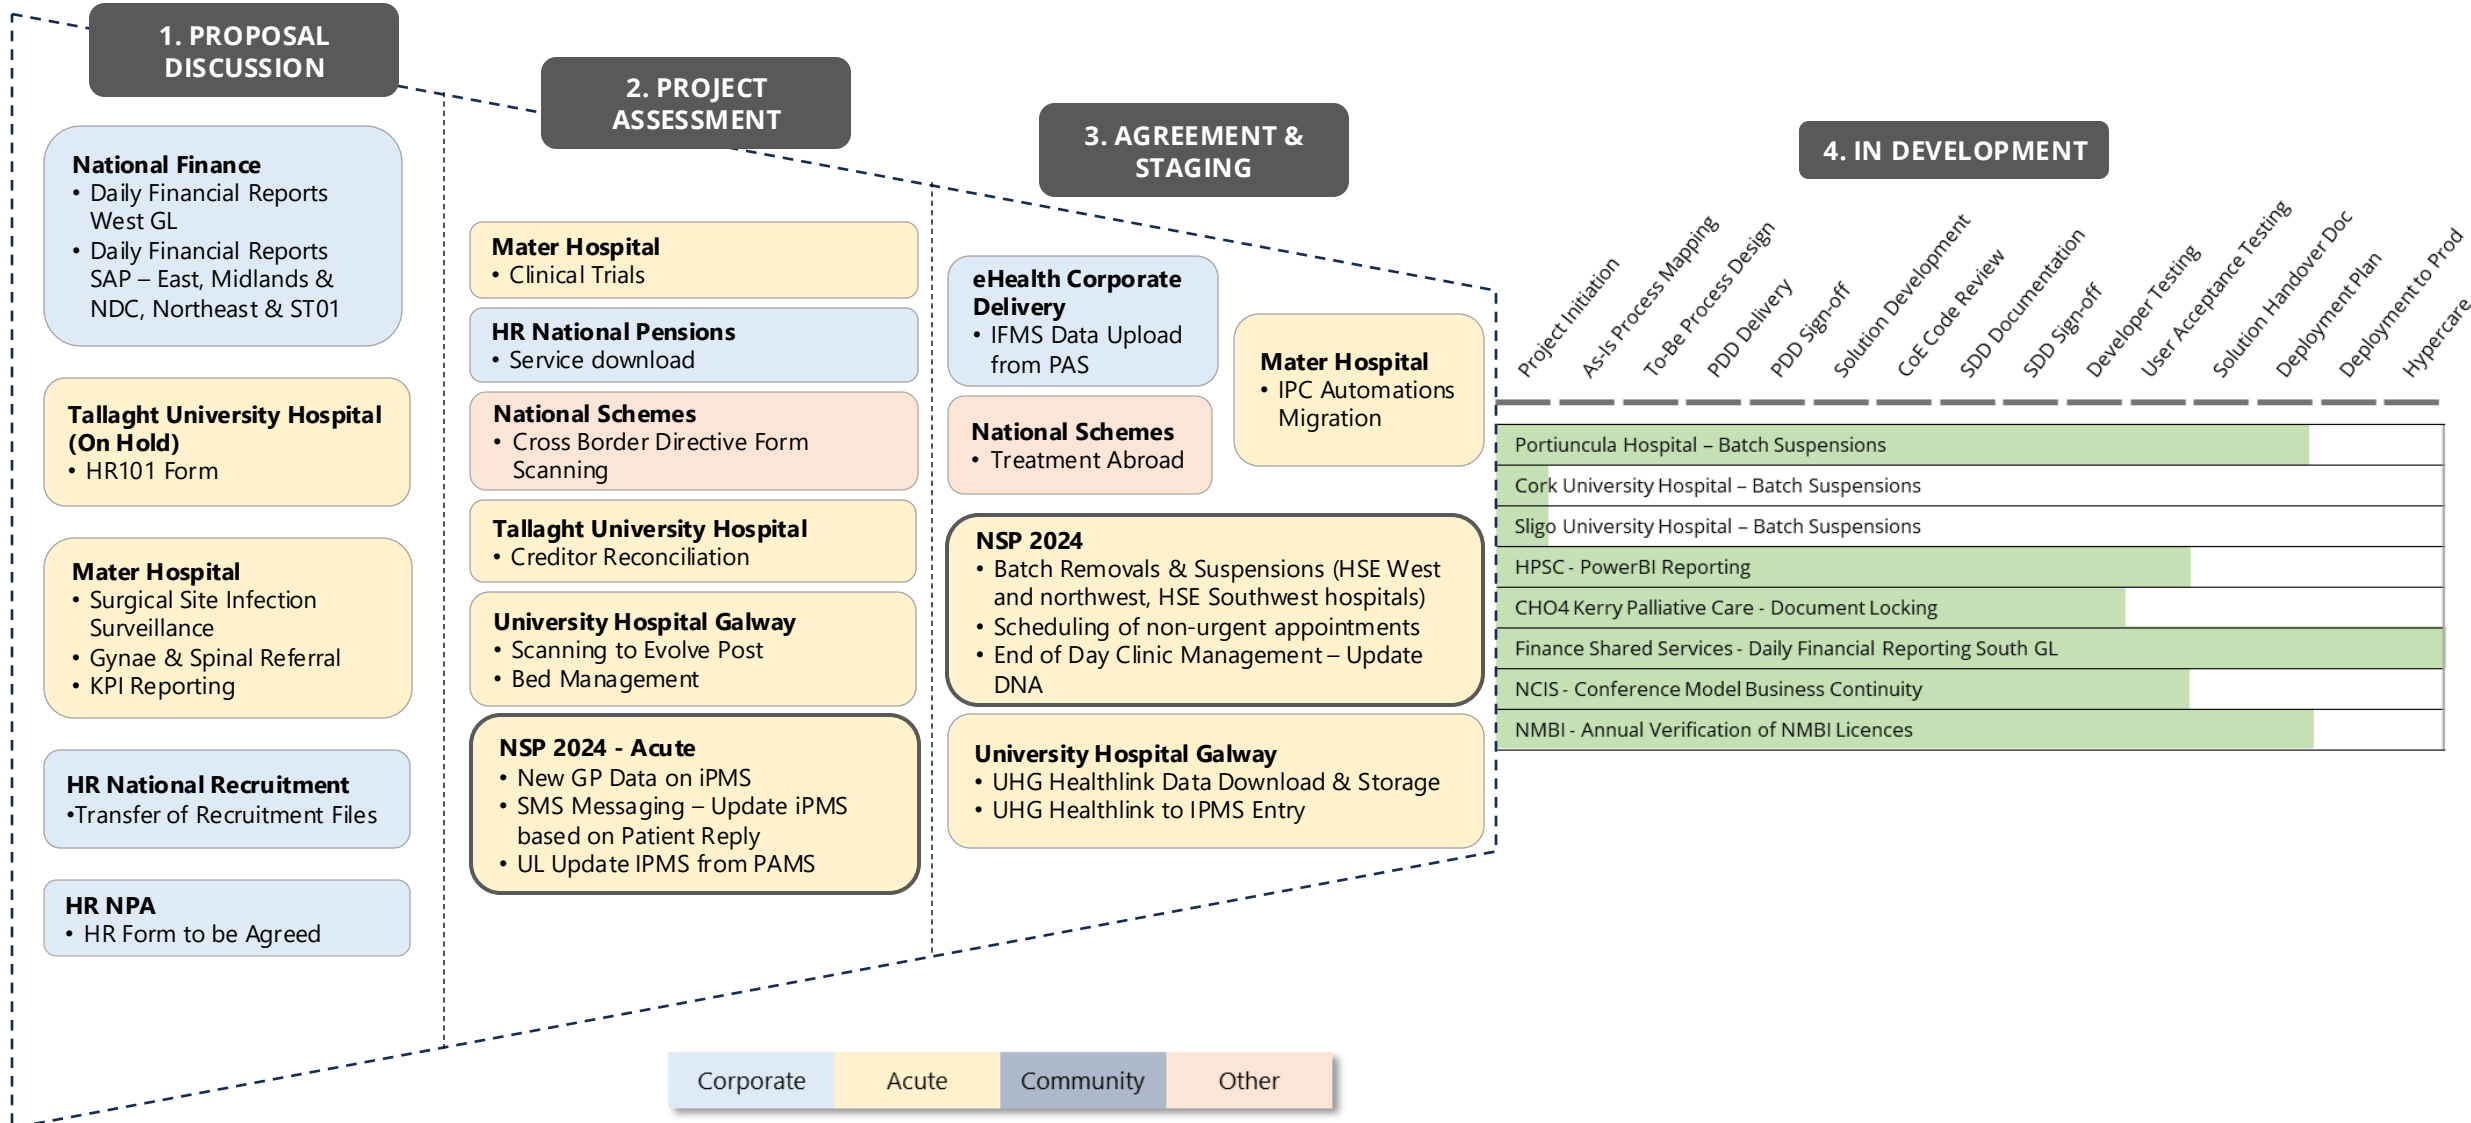 1. PROPOSAL
DISCUSSION
National Finance
• Daily Financial Reports
West GL
• Daily Financial Reports
SAP – East, Midlands &
NDC, Northeast & ST01
Tallaght University Hospital
(On Hold)
• HR101 Form
Mater Hospital
• Surgical Site Infection
Surveillance
• Gynae & Spinal Referral
• KPI Reporting
HR National Recruitment
•Transfer of Recruitment Files
HR NPA
• HR Form to be Agreed
2. PROJECT
ASSESSMENT
Mater Hospital
• Clinical Trials
HR National Pensions
• Service download
National Schemes
• Cross Border Directive Form
Scanning
Tallaght University Hospital
• Creditor Reconciliation
University Hospital Galway
• Scanning to Evolve Post
• Bed Management
NSP 2024 - Acute
• New GP Data on iPMS
• SMS Messaging – Update iPMS
based on Patient Reply
• UL Update IPMS from PAMS
3. AGREEMENT &
STAGING
eHealth Corporate
Delivery
• IFMS Data Upload
from PAS
Mater Hospital
• IPC Automations
Migration
National Schemes
• Treatment Abroad
NSP 2024
• Batch Removals & Suspensions (HSE West
and northwest, HSE Southwest hospitals)
• Scheduling of non-urgent appointments
• End of Day Clinic Management – Update
DNA
University Hospital Galway
• UHG Healthlink Data Download & Storage
• UHG Healthlink to IPMS Entry
4. IN DEVELOPMENT
Project Initiation
As-Is Process Mapping
To-Be Process Design
PDD Delivery
PDD Sign-off
Solution Development
CoE Code Review
SDD Documentation
SDD Sign-off
Developer Testing
User Acceptance Testing
Solution Handover Doc
Deployment Plan
Deployment to Prod
Hypercare
Portiuncula Hospital – Batch Suspensions
Cork University Hospital – Batch Suspensions
Sligo University Hospital – Batch Suspensions
HPSC - PowerBI Reporting
CHO4 Kerry Palliative Care - Document Locking
Finance Shared Services - Daily Financial Reporting South GL
NCIS - Conference Model Business Continuity
NMBI - Annual Verification of NMBI Licences
Corporate
Acute
Community
Other